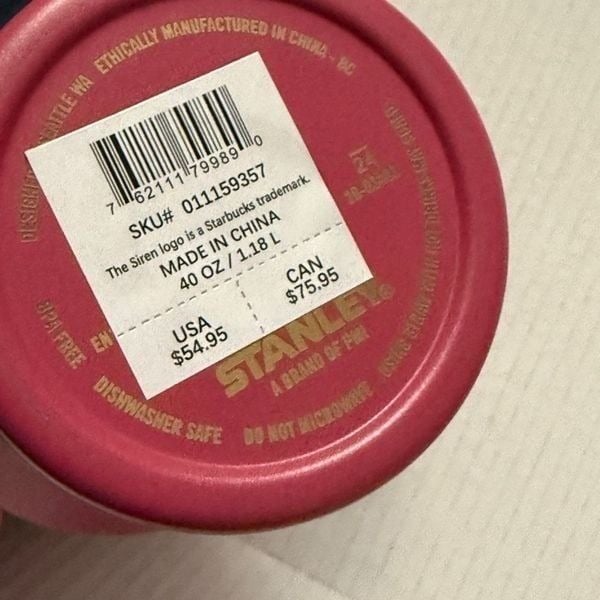 ETHICALLY MANUFACTURED IN CHINA - BC
7 62111 79989 0
SKU# 011159357
The Siren logo is a Starbucks trademark.
MADE IN CHINA
40 OZ / 1.18 L
USA
$54.95
CAN
$75.95
STANLEY®
A BRAND OF PMI
BPA FREE
DISHWASHER SAFE
DO NOT MICROWAVE
24